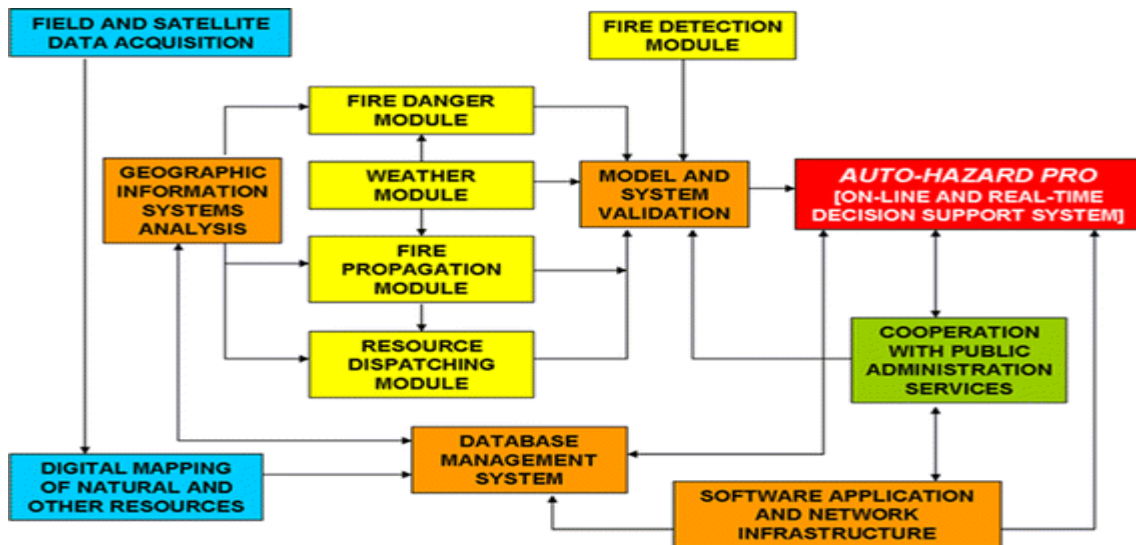 FIELD AND SATELLITE
DATA ACQUISITION
FIRE DETECTION
MODULE
FIRE DANGER
MODULE
GEOGRAPHIC
INFORMATION
SYSTEMS
ANALYSIS
WEATHER
MODULE
MODEL AND
SYSTEM
VALIDATION
AUTO-HAZARD PRO
[ON-LINE AND REAL-TIME
DECISION SUPPORT SYSTEM]
FIRE
PROPAGATION
MODULE
RESOURCE
DISPATCHING
MODULE
COOPERATION
WITH PUBLIC
ADMINISTRATION
SERVICES
DATABASE
MANAGEMENT
SYSTEM
DIGITAL MAPPING
OF NATURAL AND
OTHER RESOURCES
SOFTWARE APPLICATION
AND NETWORK
INFRASTRUCTURE